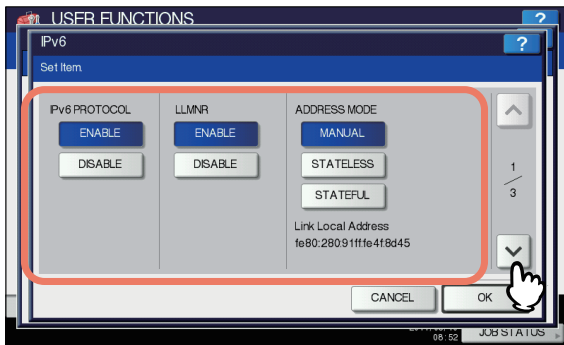 USER FUNCTIONS
?
IPv6
?
Set Item.
IPv6 PROTOCOL
LLMNR
ADDRESS MODE
ENABLE
ENABLE
MANUAL
DISABLE
DISABLE
STATELESS
STATEFUL
1
3
Link Local Address
fe80:280:91ff:fe4f:8d45
CANCEL
OK
08:52
JOB STATUS